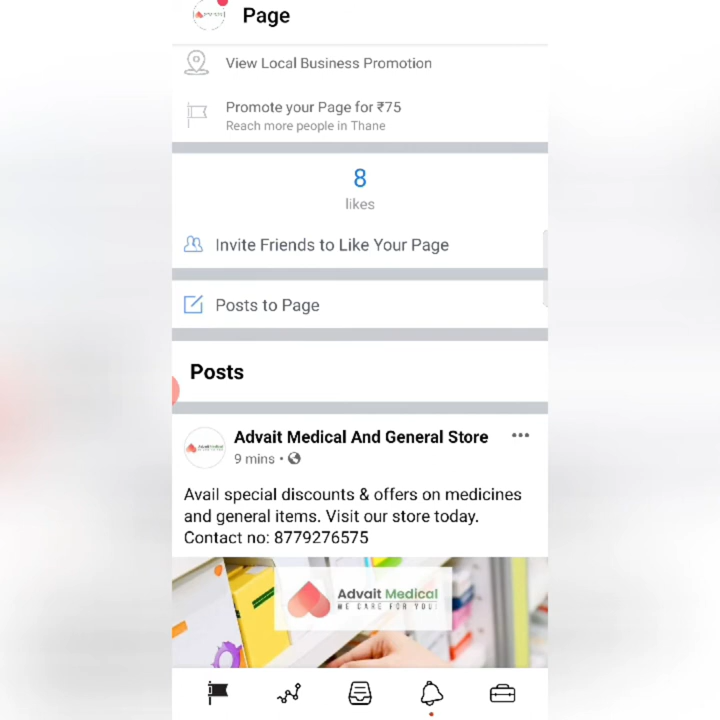 Page
View Local Business Promotion
Promote your Page for ₹75
Reach more people in Thane
8
likes
Invite Friends to Like Your Page
Posts to Page
Posts
Advait Medical And General Store
9 mins •
Avail special discounts & offers on medicines
and general items. Visit our store today.
Contact no: 8779276575
Advait Medical
WE CARE FOR YOU!